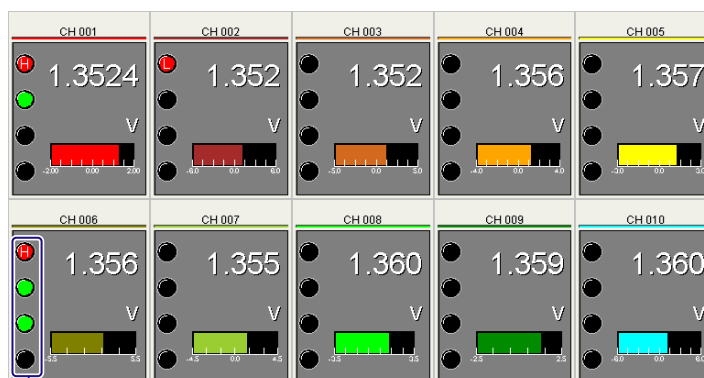 CH 001 CH 002 CH 003 CH 004 CH 005
H L
1.3524 1.352 1.352 1.356 1.357
V V V V V
-2.00 0.00 2.00 -6.0 0.0 6.0 -5.0 0.0 5.0 -4.0 0.0 4.0 -3.0 0.0 3.0
CH 006 CH 007 CH 008 CH 009 CH 010
H
1.356 1.355 1.360 1.359 1.360
V V V V V
-5.5 5.5 -4.5 0.0 4.5 -3.5 3.5 -2.5 0.0 2.5 -6.0 0.0 6.0